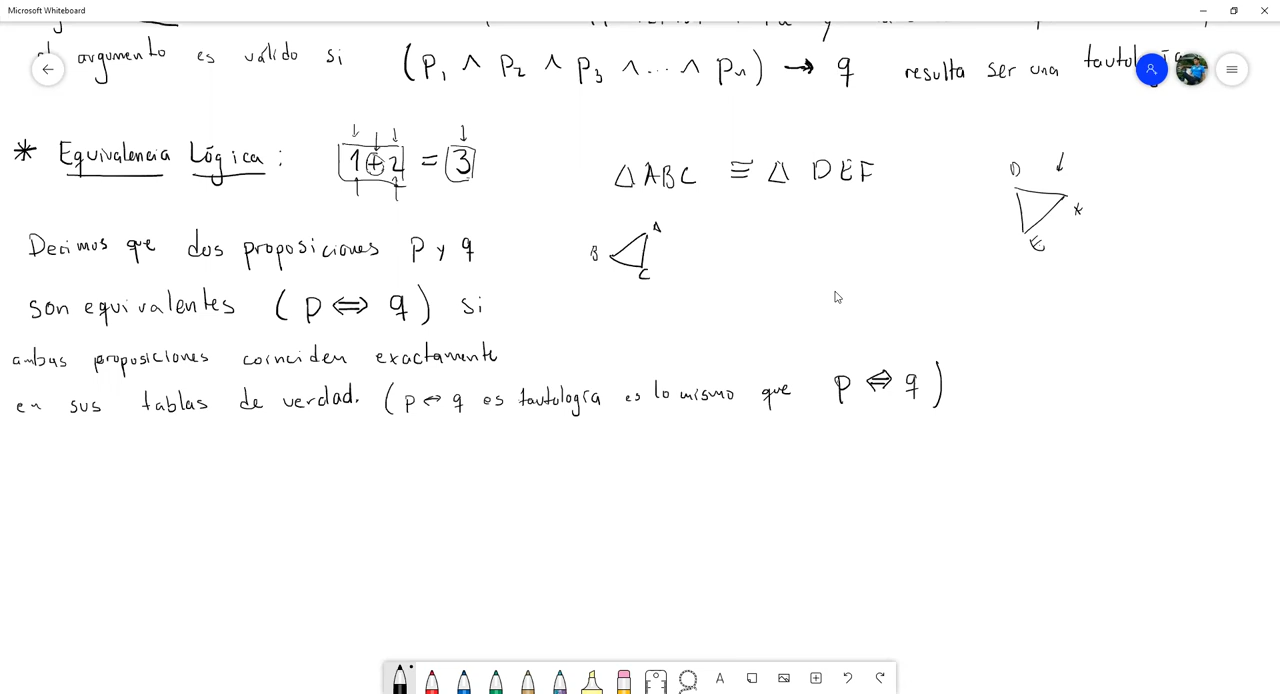 Microsoft Whiteboard
argumento es válido si (p1 ∧ p2 ∧ p3 ∧ ... ∧ pn) → q resulta ser una
* Equivalencia Lógica: 1 + 2 = 3
△ ABC ≅ △ DEF
D
A
B
C
E
Decimos que dos proposiciones p y q
son equivalentes (p ⟺ q) si
ambas proposiciones coinciden exactamente
en sus tablas de verdad. (p ↔ q es tautología es lo mismo que p ⟺ q)
A